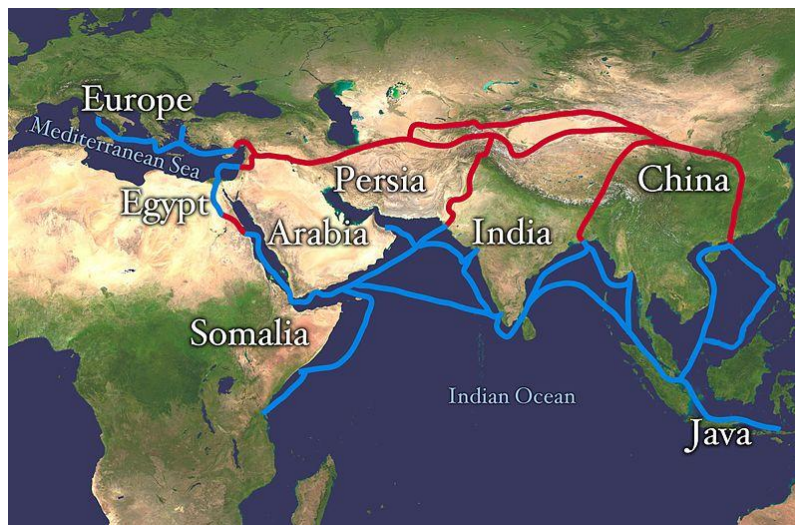 Europe
Mediterranean Sea
Egypt
Arabia
Persia
India
China
Somalia
Indian Ocean
Java